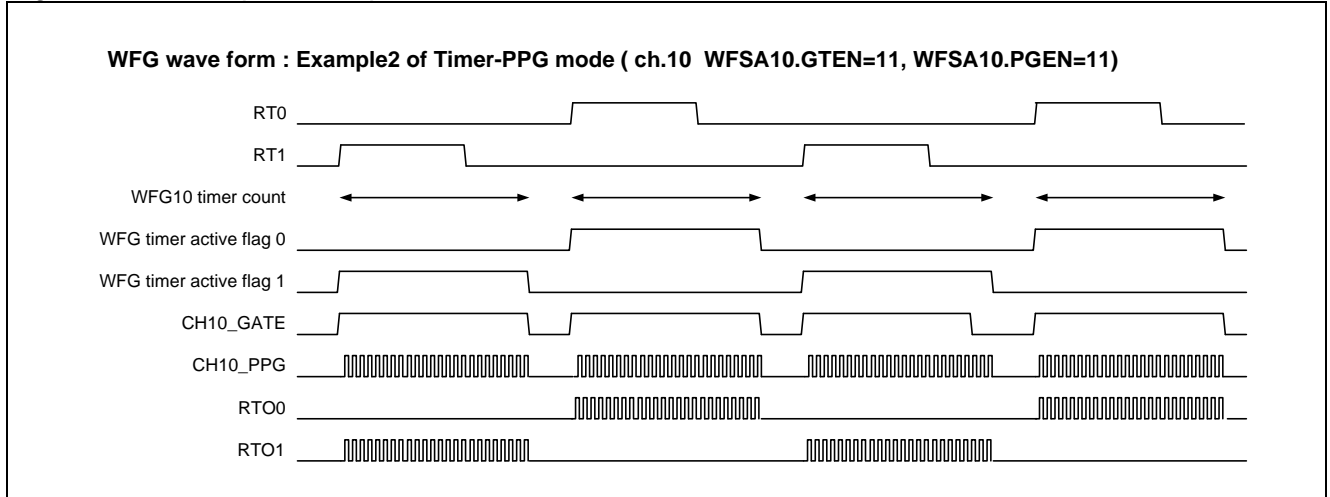 WFG wave form : Example2 of Timer-PPG mode ( ch.10 WFSA10.GTEN=11, WFSA10.PGEN=11)
RT0
RT1
WFG10 timer count
WFG timer active flag 0
WFG timer active flag 1
CH10_GATE
CH10_PPG
RTO0
RTO1